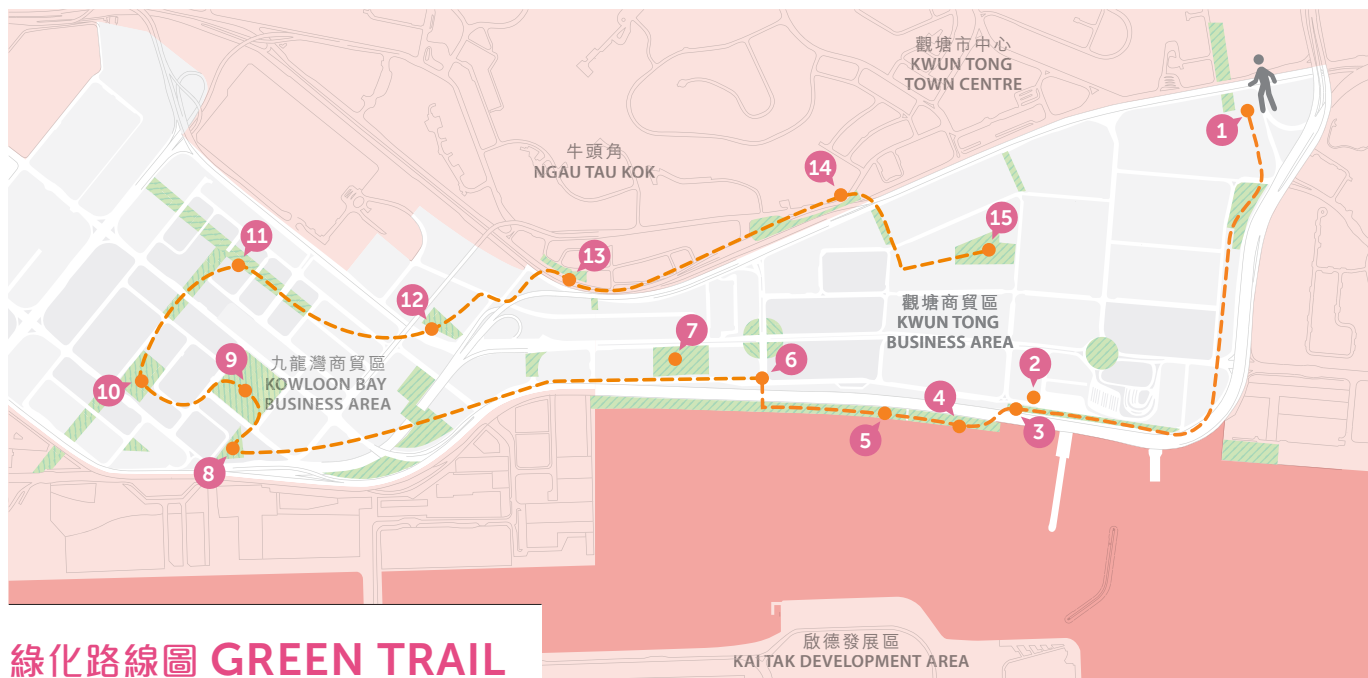 觀塘市中心
KWUN TONG
TOWN CENTRE
1
牛頭角
NGAU TAU KOK
14
15
11
13
12
觀塘商貿區
KWUN TONG
BUSINESS AREA
7
6
九龍灣商貿區
KOWLOON BAY
BUSINESS AREA
9
10
8
2
4
5
3
綠化路線圖 GREEN TRAIL
啟德發展區
KAI TAK DEVELOPMENT AREA